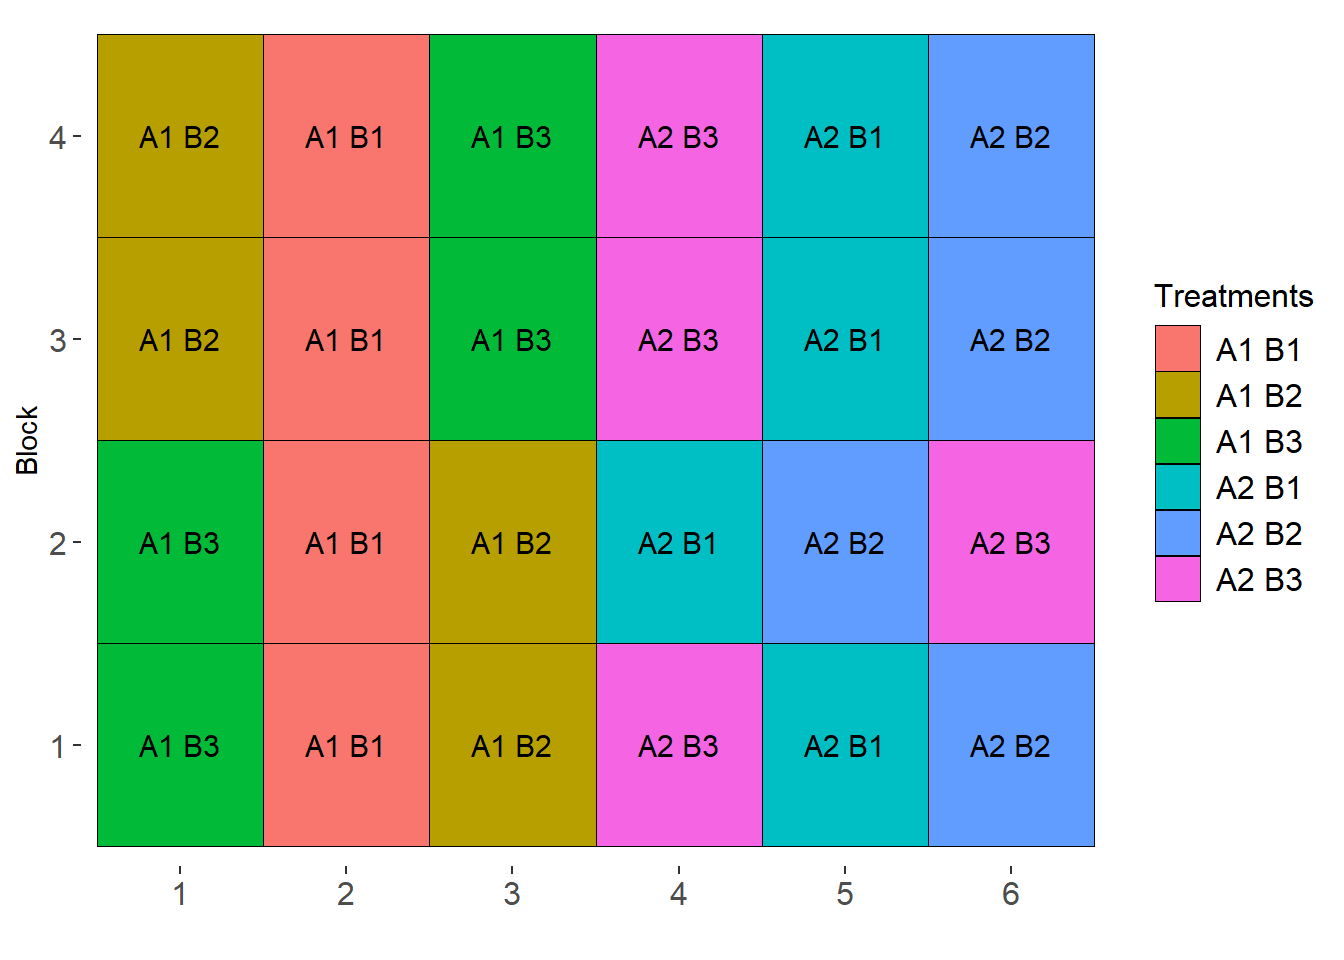 4
A1 B2 A1 B1 A1 B3 A2 B3 A2 B1 A2 B2
3
A1 B2 A1 B1 A1 B3 A2 B3 A2 B1 A2 B2
Block
2
A1 B3 A1 B1 A1 B2 A2 B1 A2 B2 A2 B3
1
A1 B3 A1 B1 A1 B2 A2 B3 A2 B1 A2 B2
1 2 3 4 5 6
Treatments
A1 B1
A1 B2
A1 B3
A2 B1
A2 B2
A2 B3